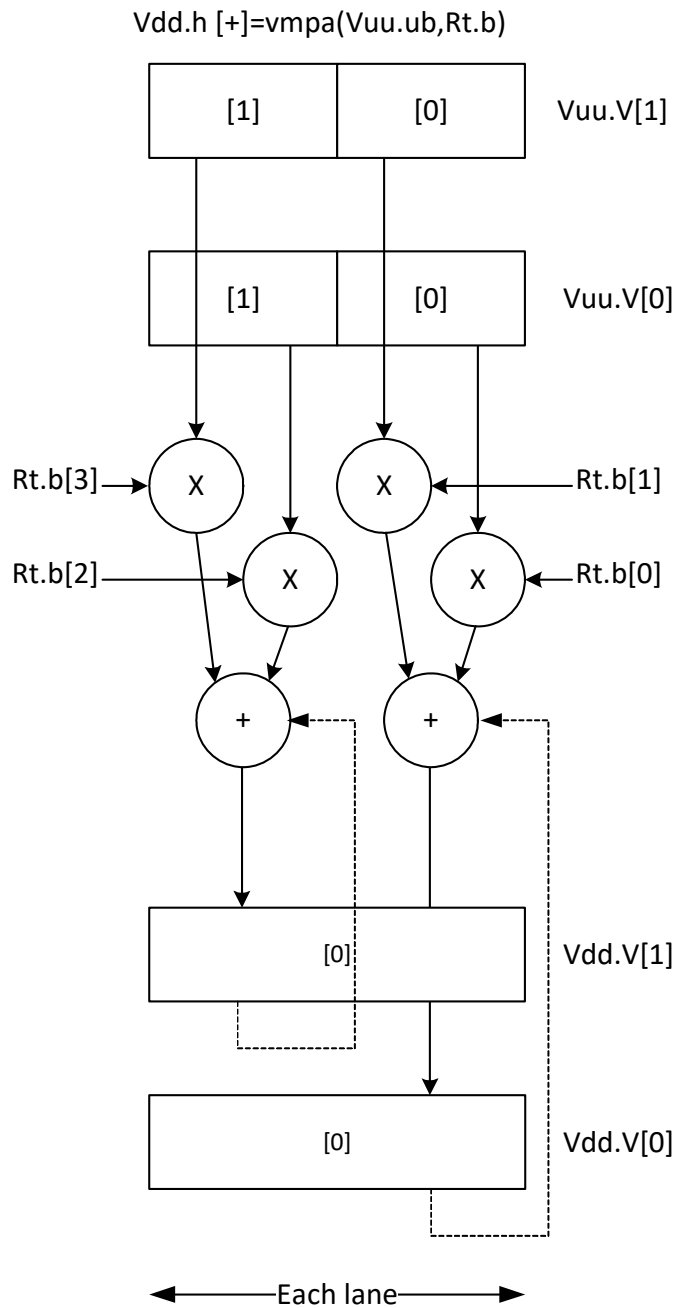 Vdd.h [+]=vmpa(Vuu.ub,Rt.b)
[1] [0] Vuu.V[1]
[1] [0] Vuu.V[0]
Rt.b[3] X X Rt.b[1]
Rt.b[2] X X Rt.b[0]
+ +
[0] Vdd.V[1]
[0] Vdd.V[0]
Each lane